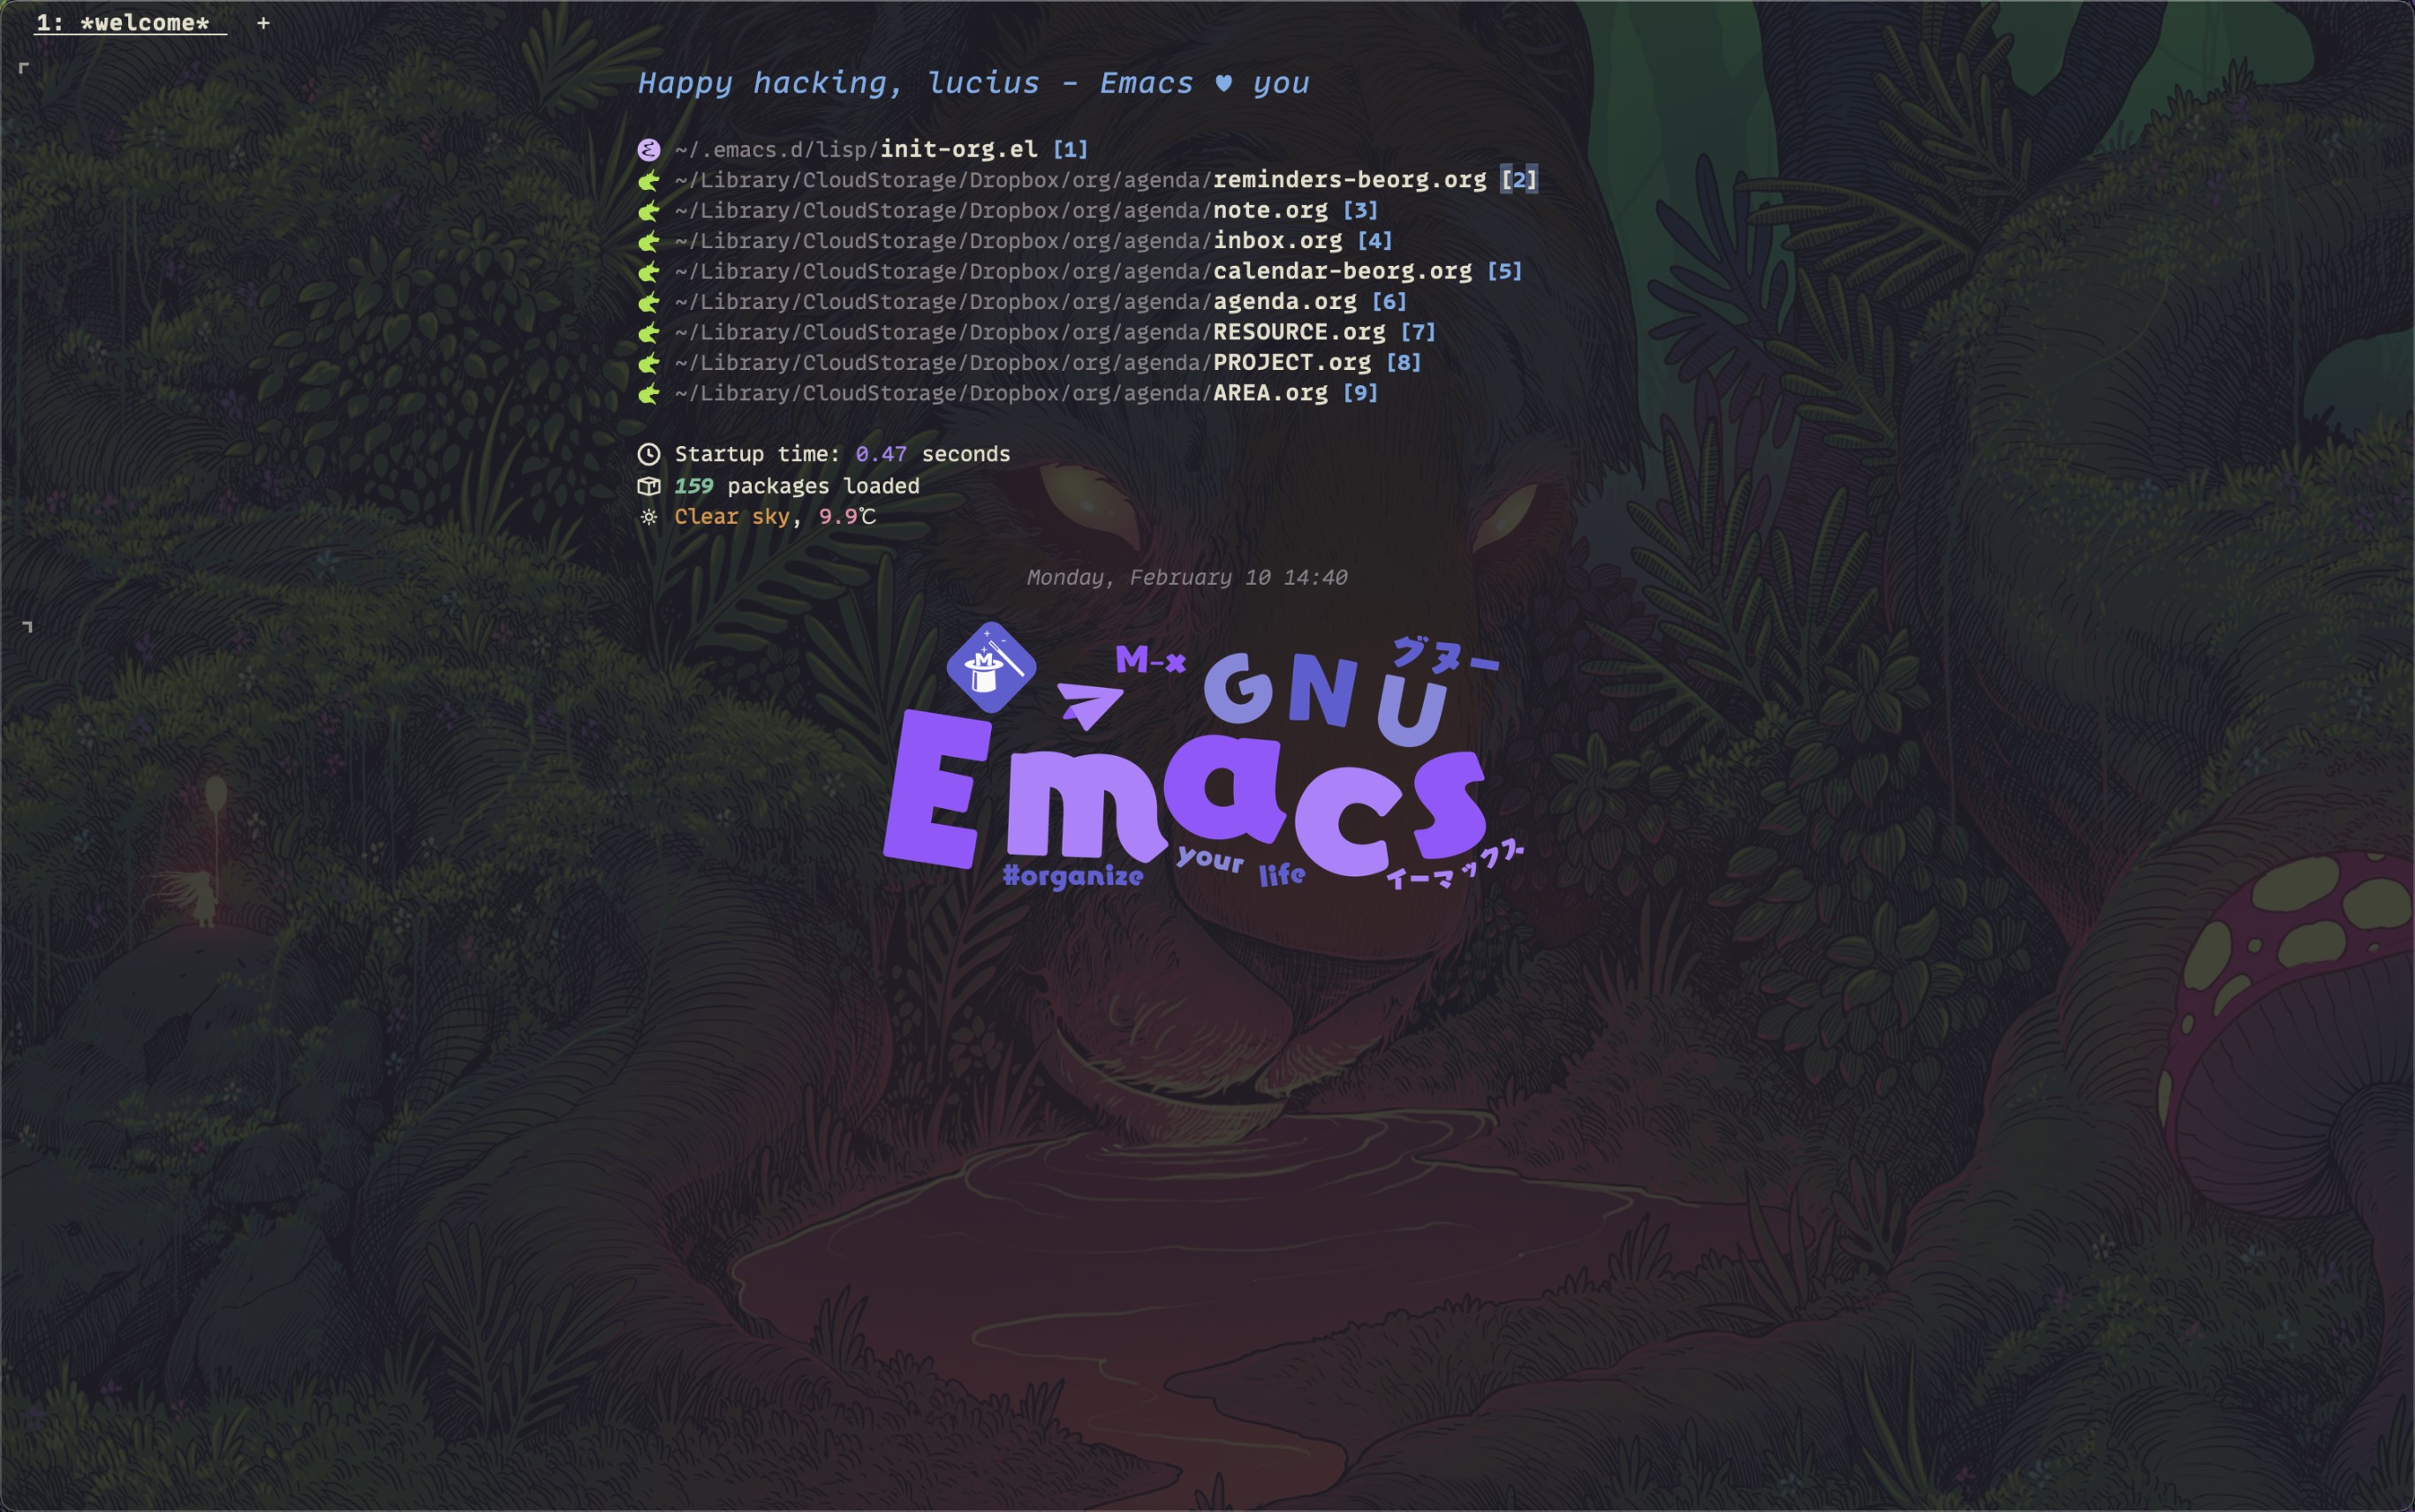 1: *welcome* +
Happy hacking, lucius - Emacs ♥ you
~/.emacs.d/lisp/init-org.el [1]
~/Library/CloudStorage/Dropbox/org/agenda/reminders-beorg.org [2]
~/Library/CloudStorage/Dropbox/org/agenda/note.org [3]
~/Library/CloudStorage/Dropbox/org/agenda/inbox.org [4]
~/Library/CloudStorage/Dropbox/org/agenda/calendar-beorg.org [5]
~/Library/CloudStorage/Dropbox/org/agenda/agenda.org [6]
~/Library/CloudStorage/Dropbox/org/agenda/RESOURCE.org [7]
~/Library/CloudStorage/Dropbox/org/agenda/PROJECT.org [8]
~/Library/CloudStorage/Dropbox/org/agenda/AREA.org [9]
Startup time: 0.47 seconds
159 packages loaded
Clear sky, 9.9℃
Monday, February 10 14:40
M
M-x
グヌー
GNU
Emacs
#organize your life
イーマックス